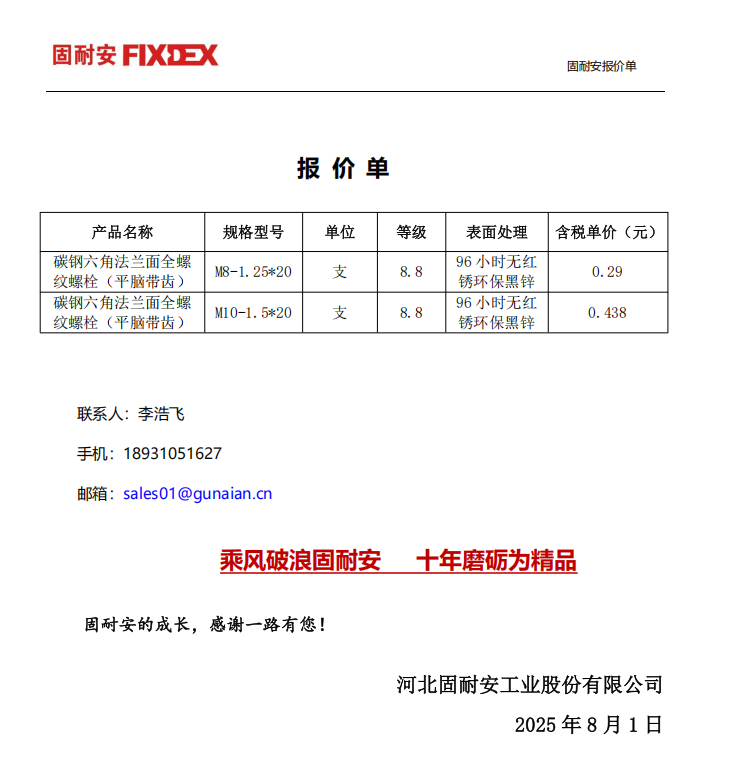 固耐安 FIXDEX
固耐安报价单
报 价 单
产品名称 规格型号 单位 等级 表面处理 含税单价（元）
碳钢六角法兰面全螺
纹螺栓（平脑带齿） M8-1.25*20 支 8.8 96 小时无红
锈环保黑锌 0.29
碳钢六角法兰面全螺
纹螺栓（平脑带齿） M10-1.5*20 支 8.8 96 小时无红
锈环保黑锌 0.438
联系人：李浩飞
手机：18931051627
邮箱：sales01@gunaian.cn
乘风破浪固耐安 十年磨砺为精品
固耐安的成长，感谢一路有您！
河北固耐安工业股份有限公司
2025 年 8 月 1 日